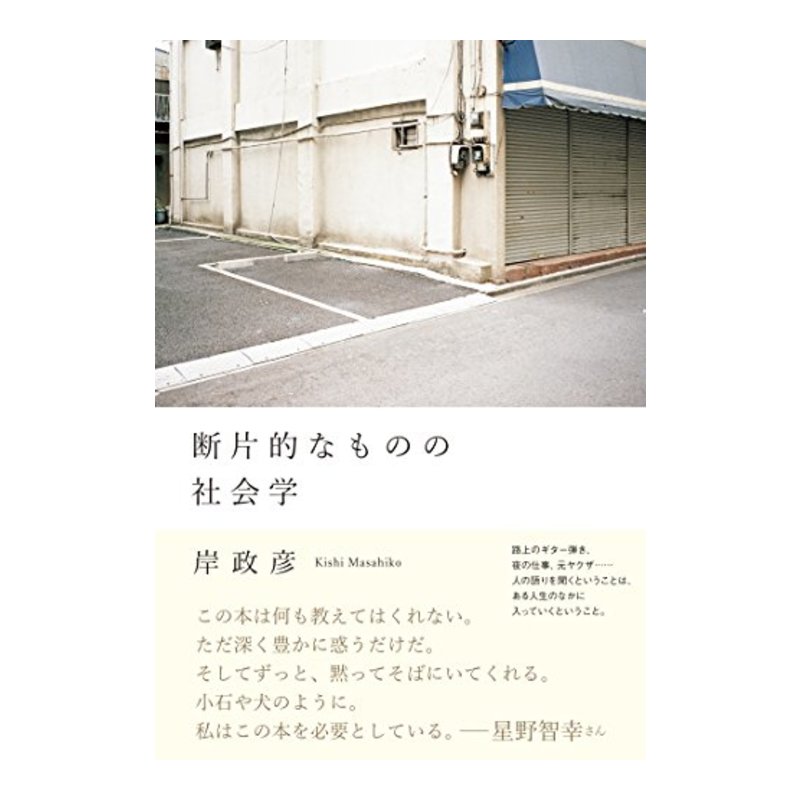 断片的なものの
社会学
岸政彦 Kishi Masahiko
路上のギター弾き、
夜の仕事、元ヤクザ……
人の語りを聞くということは、
ある人生のなかに
入っていくということ。
この本は何も教えてはくれない。
ただ深く豊かに惑うだけだ。
そしてずっと、黙ってそばにいてくれる。
小石や犬のように。
私はこの本を必要としている。──星野智幸さん